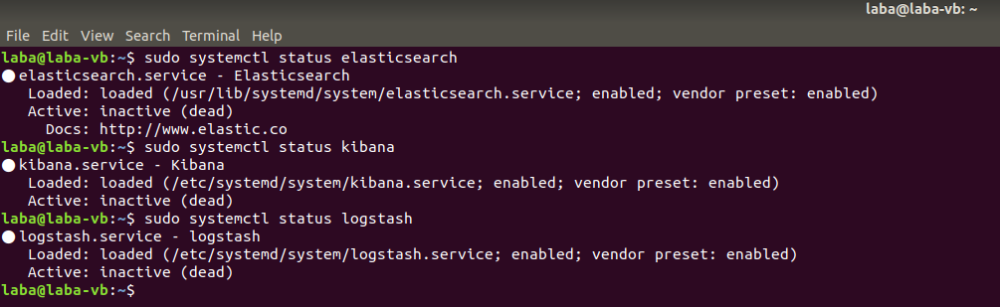 laba@laba-vb: ~
File Edit View Search Terminal Help
laba@laba-vb:~$ sudo systemctl status elasticsearch
● elasticsearch.service - Elasticsearch
   Loaded: loaded (/usr/lib/systemd/system/elasticsearch.service; enabled; vendor preset: enabled)
   Active: inactive (dead)
     Docs: http://www.elastic.co
laba@laba-vb:~$ sudo systemctl status kibana
● kibana.service - Kibana
   Loaded: loaded (/etc/systemd/system/kibana.service; enabled; vendor preset: enabled)
   Active: inactive (dead)
laba@laba-vb:~$ sudo systemctl status logstash
● logstash.service - logstash
   Loaded: loaded (/etc/systemd/system/logstash.service; enabled; vendor preset: enabled)
   Active: inactive (dead)
laba@laba-vb:~$